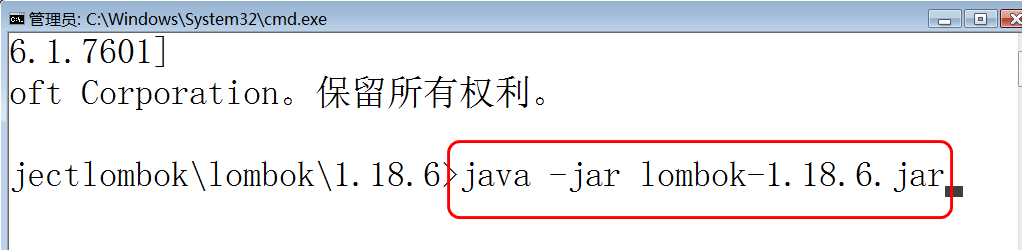 管理员: C:\Windows\System32\cmd.exe
6.1.7601]
oft Corporation。保留所有权利。
jectlombok\lombok\1.18.6>java -jar lombok-1.18.6.jar